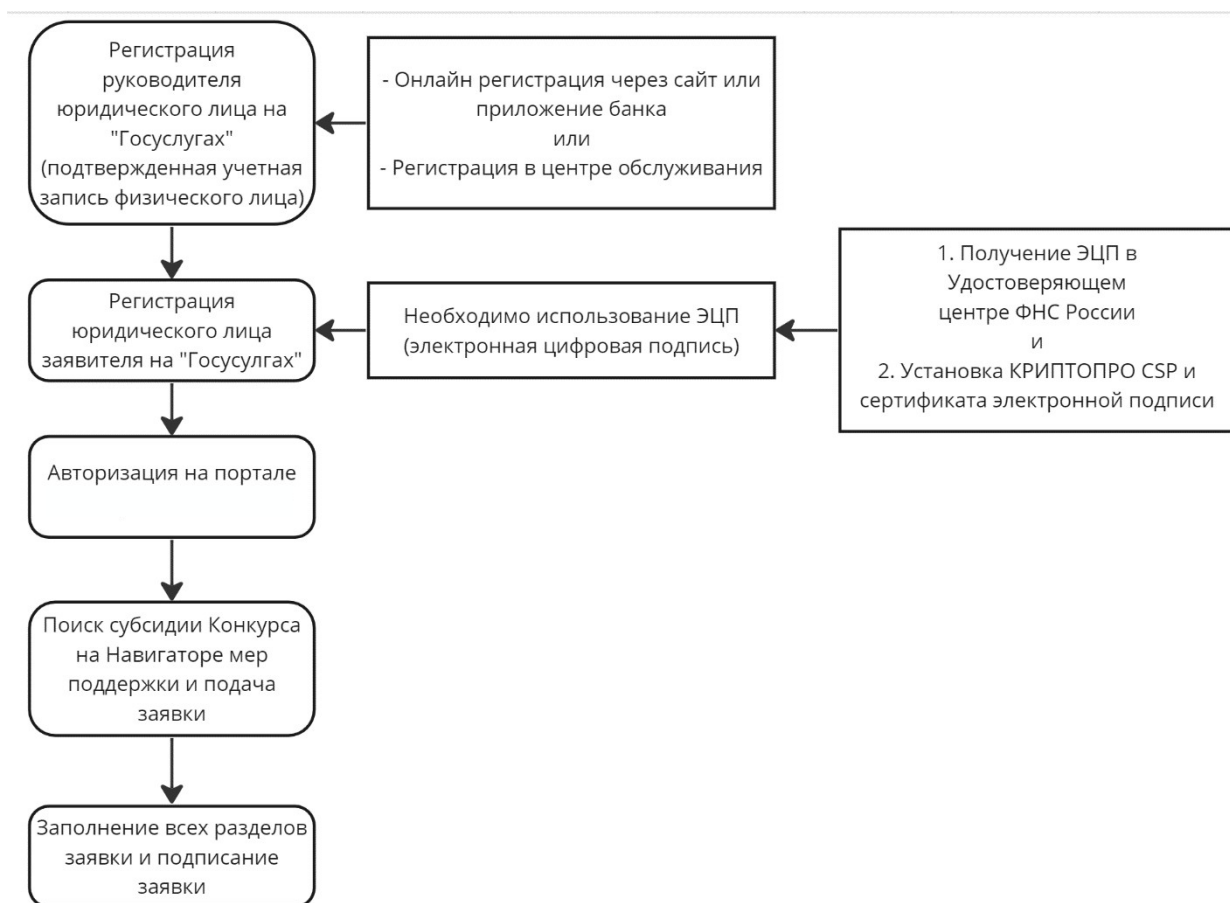 Регистрация
руководителя
юридического лица на
"Госуслугах"
(подтвержденная учетная
запись физического лица)
- Онлайн регистрация через сайт или
приложение банка
или
- Регистрация в центре обслуживания
Регистрация
юридического лица
заявителя на "Госусулгах"
Необходимо использование ЭЦП
(электронная цифровая подпись)
1. Получение ЭЦП в
Удостоверяющем
центре ФНС России
и
2. Установка КРИПТОПРО CSP и
сертификата электронной подписи
Авторизация на портале
Поиск субсидии Конкурса
на Навигаторе мер
поддержки и подача
заявки
Заполнение всех разделов
заявки и подписание
заявки